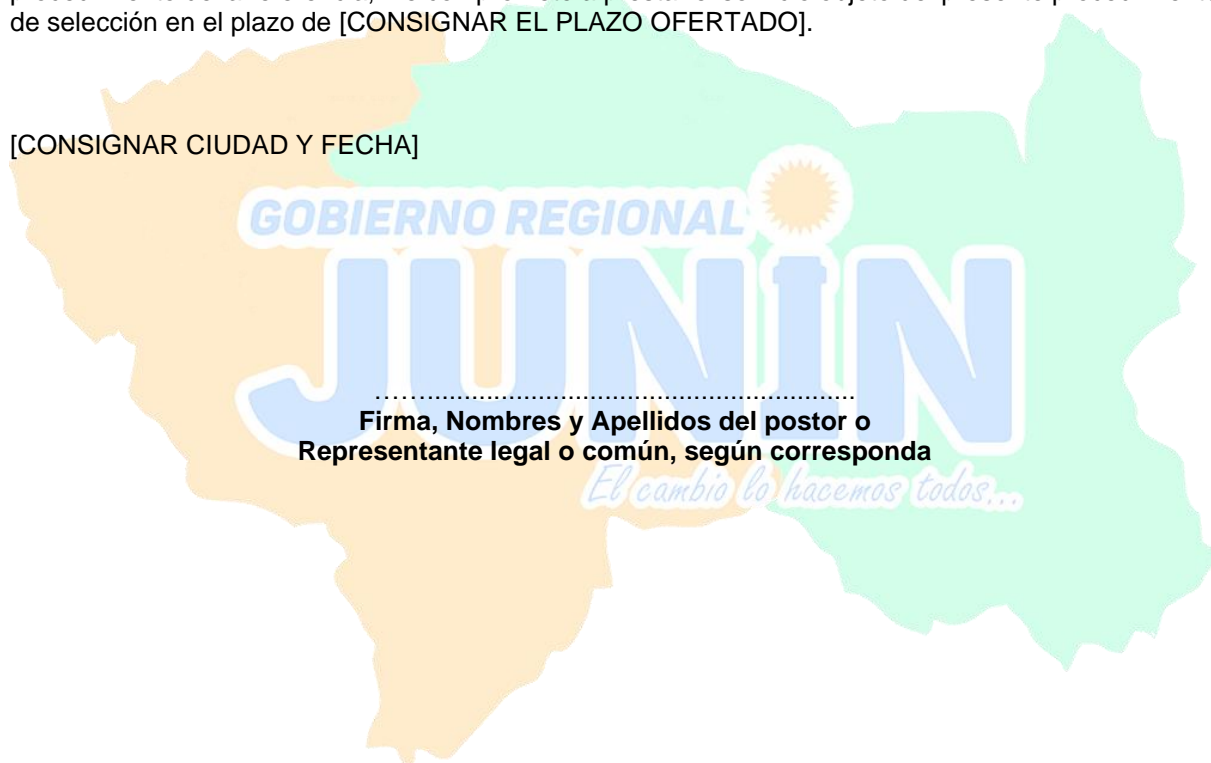 de selección en el plazo de [CONSIGNAR EL PLAZO OFERTADO].
[CONSIGNAR CIUDAD Y FECHA]
GOBIERNO REGIONAL
JUNÍN
……........................................................
Firma, Nombres y Apellidos del postor o
Representante legal o común, según corresponda
El cambio lo hacemos todos...